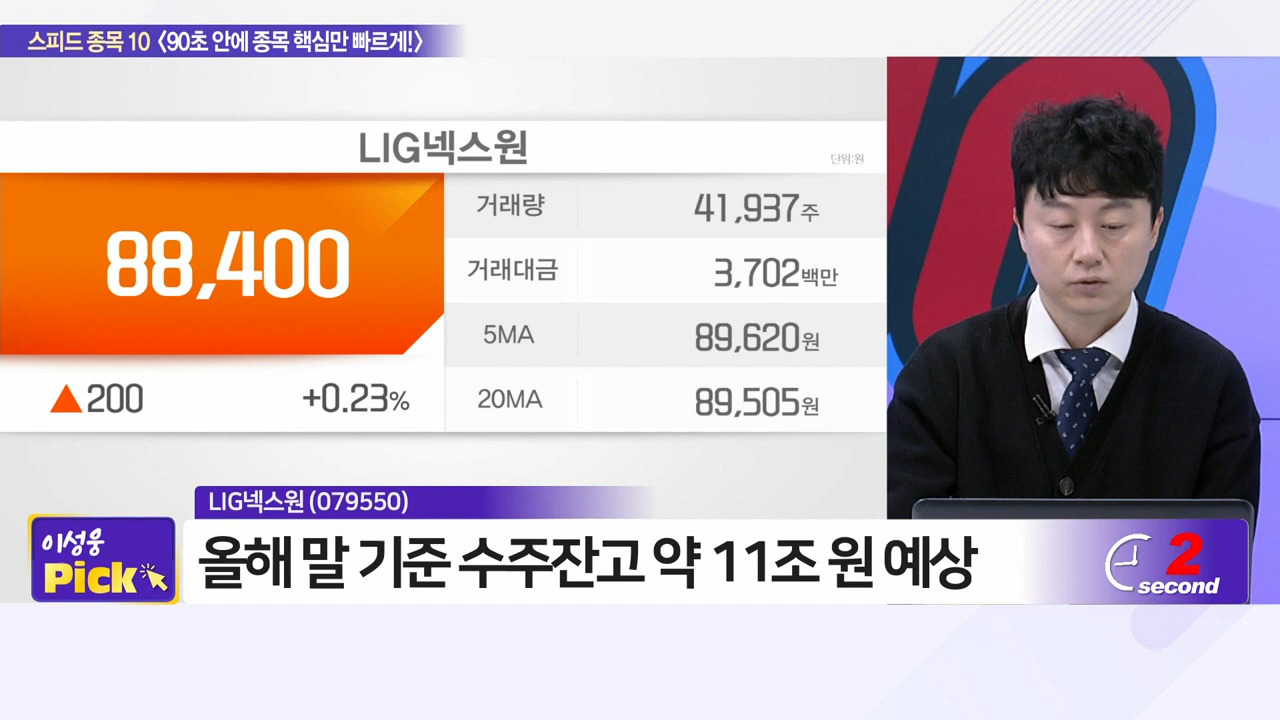 스피드 종목 10 〈90초 안에 종목 핵심만 빠르게!〉
LIG넥스원
단위:원
88,400
▲200 +0.23%
거래량 41,937주
거래대금 3,702백만
5MA 89,620원
20MA 89,505원
LIG넥스원 (079550)
이성웅
Pick
올해 말 기준 수주잔고 약 11조 원 예상
2
second